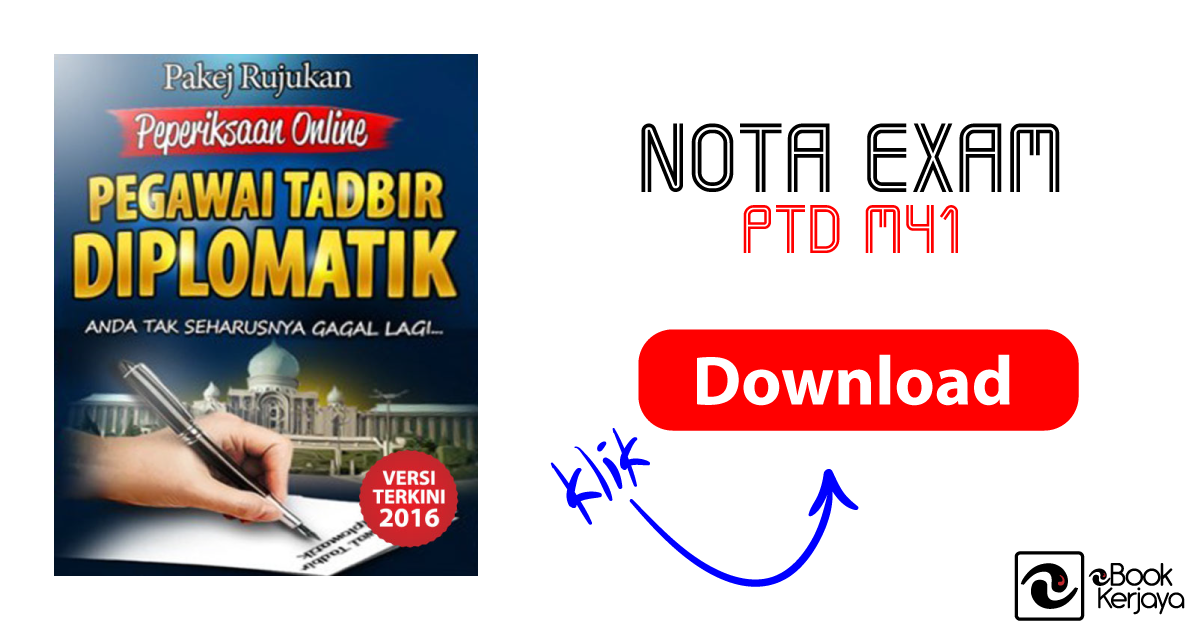 Pakej Rujukan
Peperiksaan Online
PEGAWAI TADBIR
DIPLOMATIK
ANDA TAK SEHARUSNYA GAGAL LAGI...
VERSI
TERKINI
2016
NOTA EXAM
PTD M41
Download
klik
eBook
Kerjaya